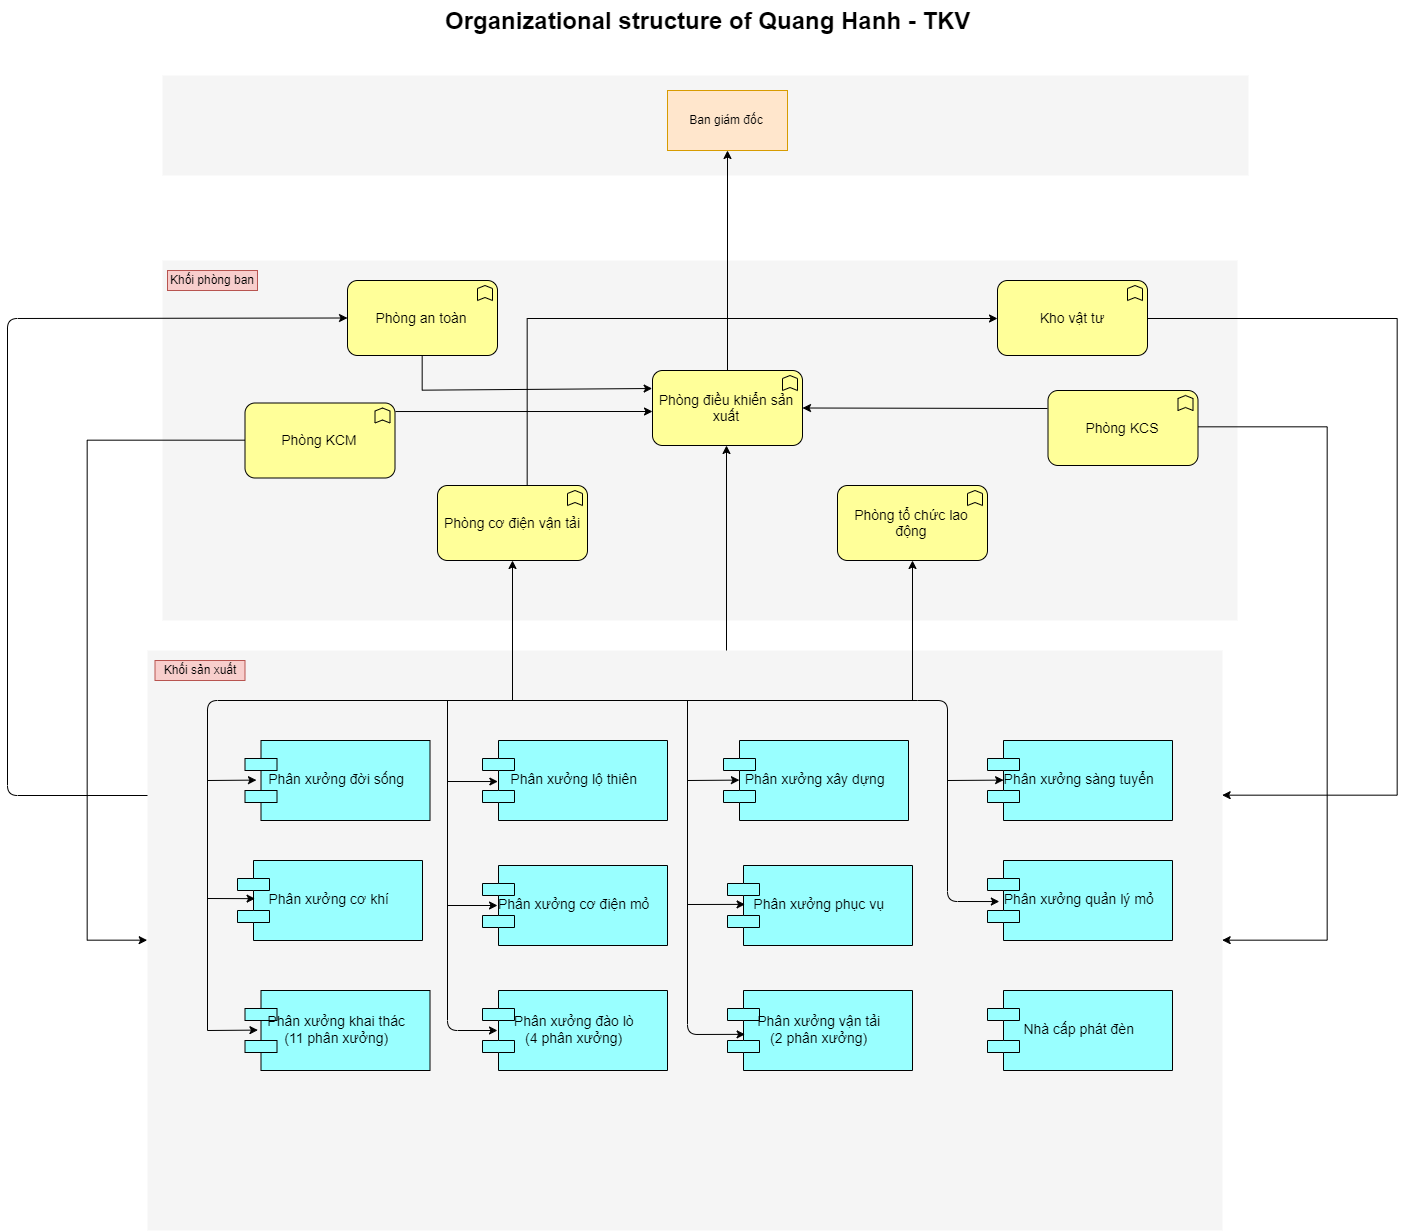 Organizational structure of Quang Hanh - TKV
Ban giám đốc
Khối phòng ban
Phòng an toàn
Kho vật tư
Phòng điều khiển sản
xuất
Phòng KCM
Phòng KCS
Phòng cơ điện vận tải
Phòng tổ chức lao
động
Khối sản xuất
Phân xưởng đời sống
Phân xưởng lộ thiên
Phân xưởng xây dựng
Phân xưởng sàng tuyển
Phân xưởng cơ khí
Phân xưởng cơ điện mỏ
Phân xưởng phục vụ
Phân xưởng quản lý mỏ
Phân xưởng khai thác
(11 phân xưởng)
Phân xưởng đào lò
(4 phân xưởng)
Phân xưởng vận tải
(2 phân xưởng)
Nhà cấp phát đèn